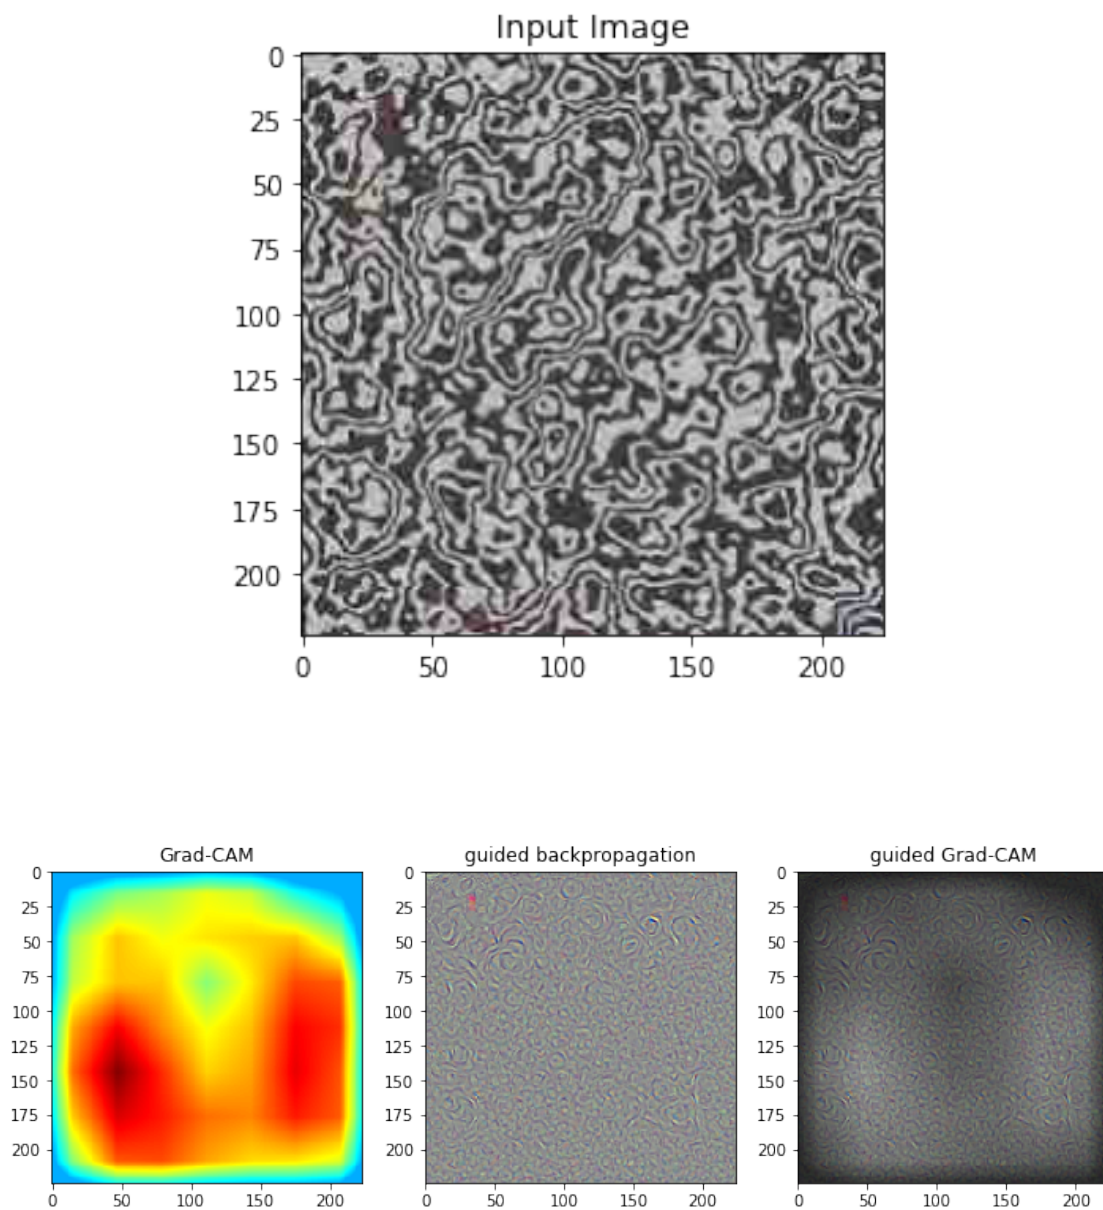 Input Image
0
25
50
75
100
125
150
175
200
0 50 100 150 200
Grad-CAM guided backpropagation guided Grad-CAM
0 0 0
25 25 25
50 50 50
75 75 75
100 100 100
125 125 125
150 150 150
175 175 175
200 200 200
0 50 100 150 200 0 50 100 150 200 0 50 100 150 200